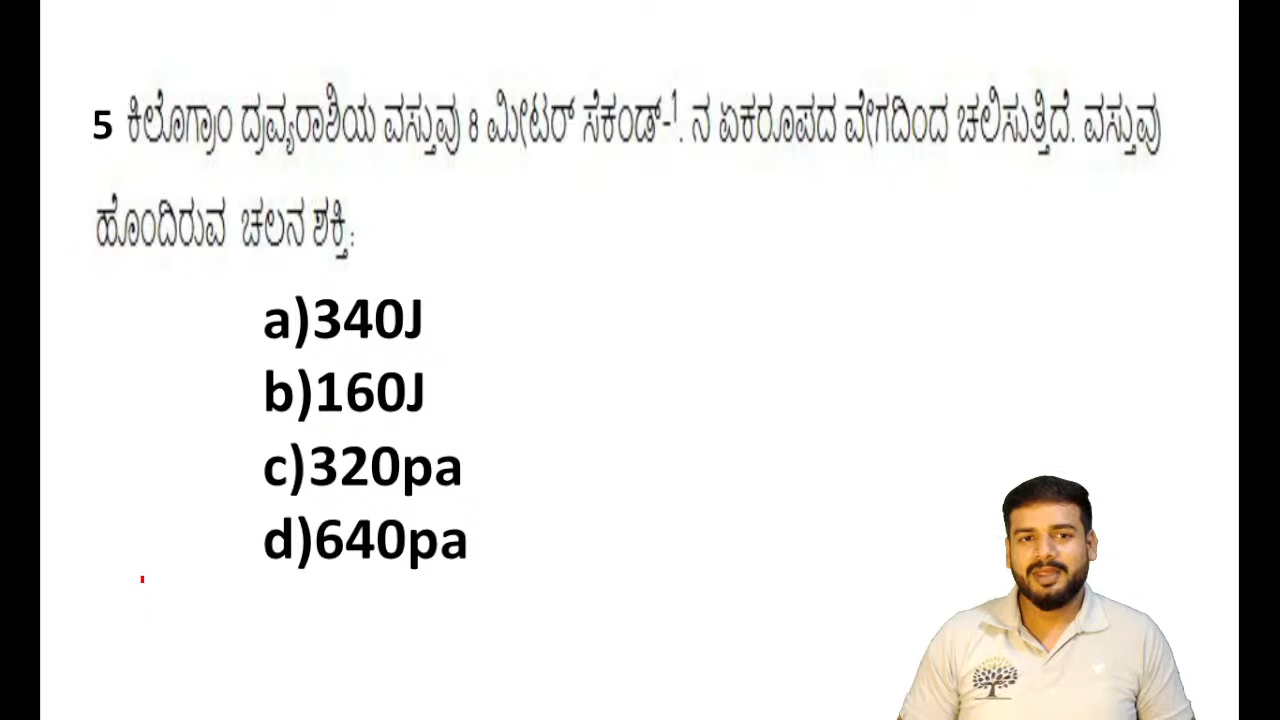 5 ಕಿಲೊಗ್ರಾಂ ದ್ರವ್ಯರಾಶಿಯ ವಸ್ತುವು 8 ಮೀಟರ್ ಸೆಕಂಡ್-¹. ನ ಏಕರೂಪದ ವೇಗದಿಂದ ಚಲಿಸುತ್ತಿದೆ. ವಸ್ತುವು
ಹೊಂದಿರುವ ಚಲನ ಶಕ್ತಿ:
a)340J
b)160J
c)320pa
d)640pa